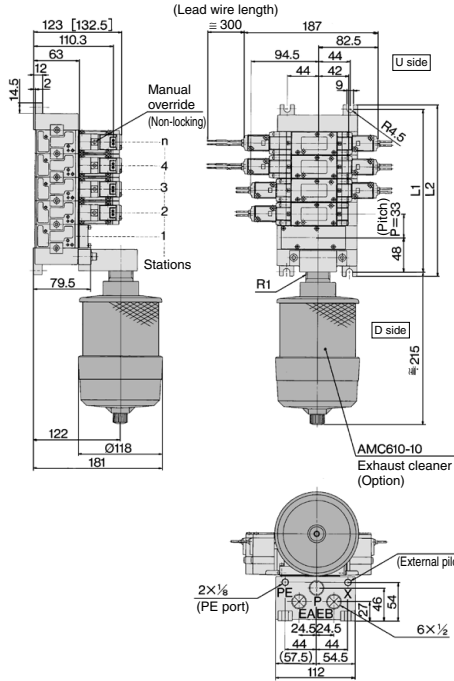 (Lead wire length)
123 [132.5]
≅ 300
187
110.3
82.5
63
94.5
44
U side
12
44
42
2
9
14.5
Manual
override
(Non-locking)
R4.5
n
4
3
2
1
Stations
(Pitch)
P=33
L1
L2
48
79.5
R1
D side
≅215
122
Ø118
181
AMC610-10
Exhaust cleaner
(Option)
2×⅛
(PE port)
PE
P
X
EAEB
(External pilo
27
46
54
24.5
24.5
6×½
44
44
(57.5)
54.5
112